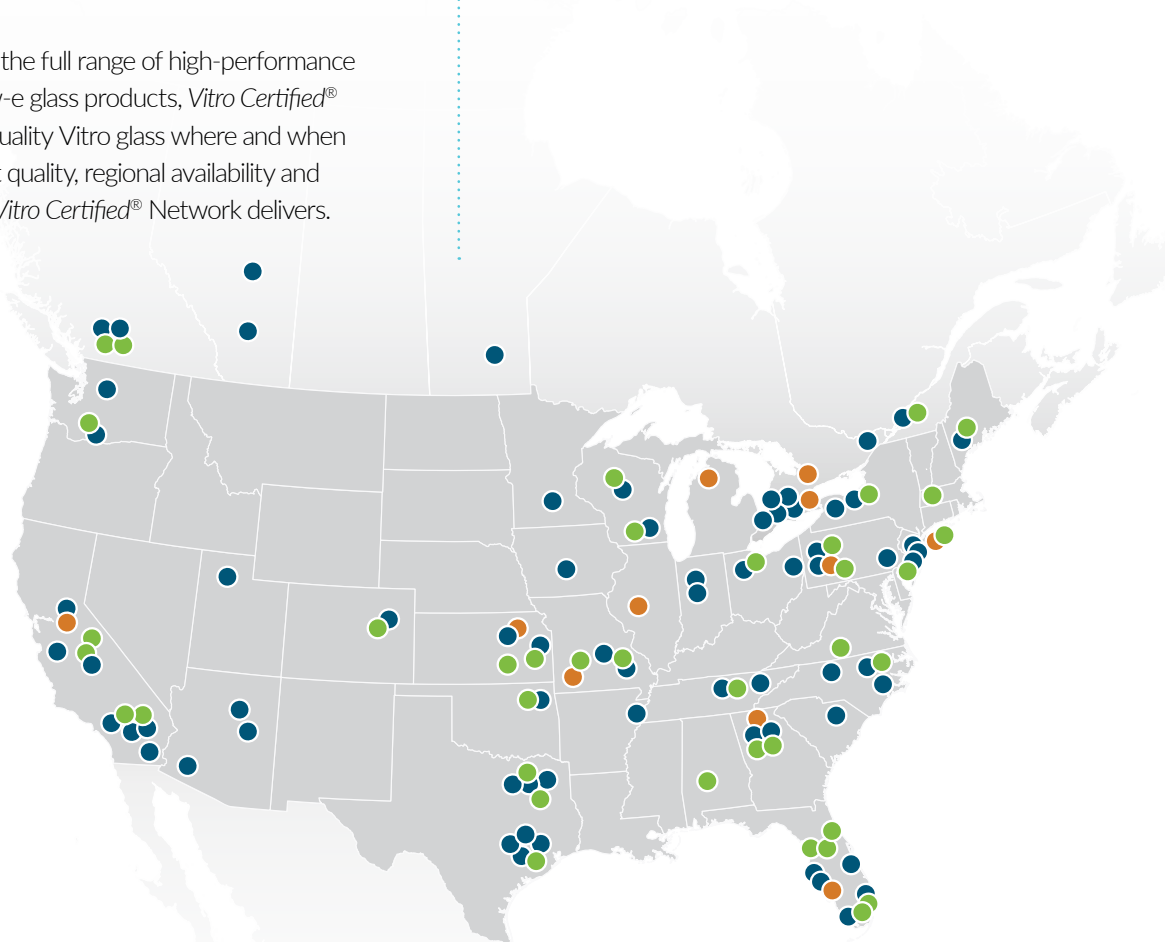 the full range of high-performance
-e glass products, Vitro Certified®
uality Vitro glass where and when
quality, regional availability and
Vitro Certified® Network delivers.